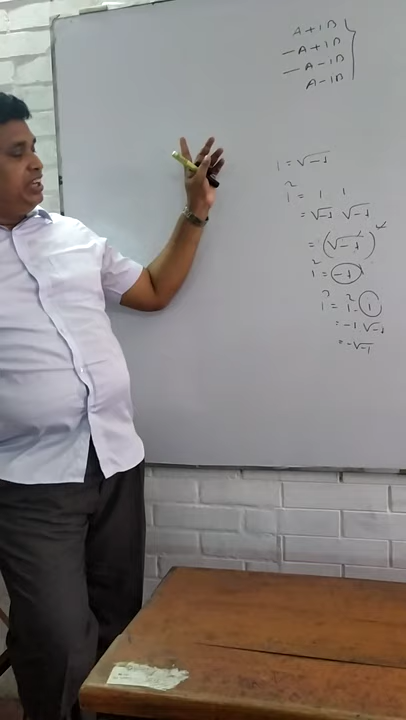 A + iB
- A + iB
- A - iB
A - iB
i = √-1
i² = i i
= √-1 √-1
= (√-1)²
i² = -1
i³ = i² . i
= -1 √-1
= -√-1